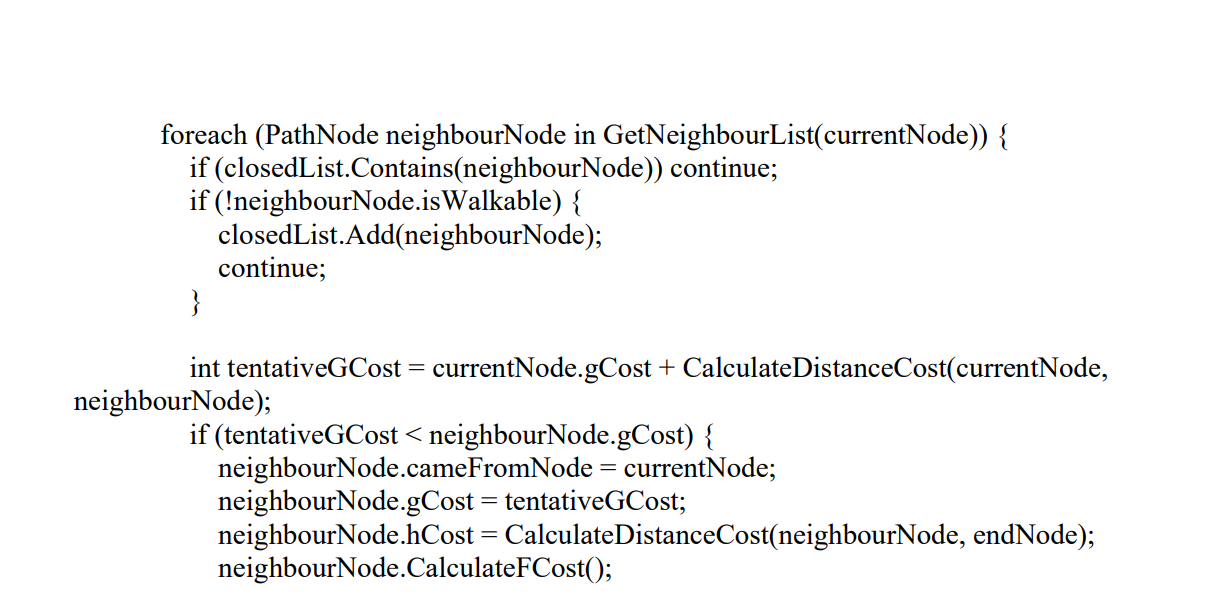 foreach (PathNode neighbourNode in GetNeighbourList(currentNode)) {
if (closedList.Contains(neighbourNode)) continue;
if (!neighbourNode.isWalkable) {
closedList.Add(neighbourNode);
continue;
}
int tentativeGCost = currentNode.gCost + CalculateDistanceCost(currentNode,
neighbourNode);
if (tentativeGCost < neighbourNode.gCost) {
neighbourNode.cameFromNode = currentNode;
neighbourNode.gCost = tentativeGCost;
neighbourNode.hCost = CalculateDistanceCost(neighbourNode, endNode);
neighbourNode.CalculateFCost();